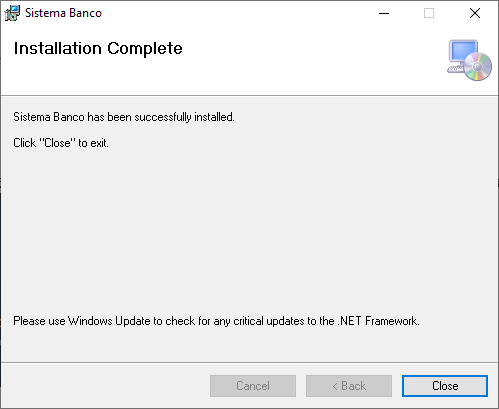 Sistema Banco
Installation Complete
Sistema Banco has been successfully installed.
Click "Close" to exit.
Please use Windows Update to check for any critical updates to the .NET Framework.
Cancel
< Back
Close